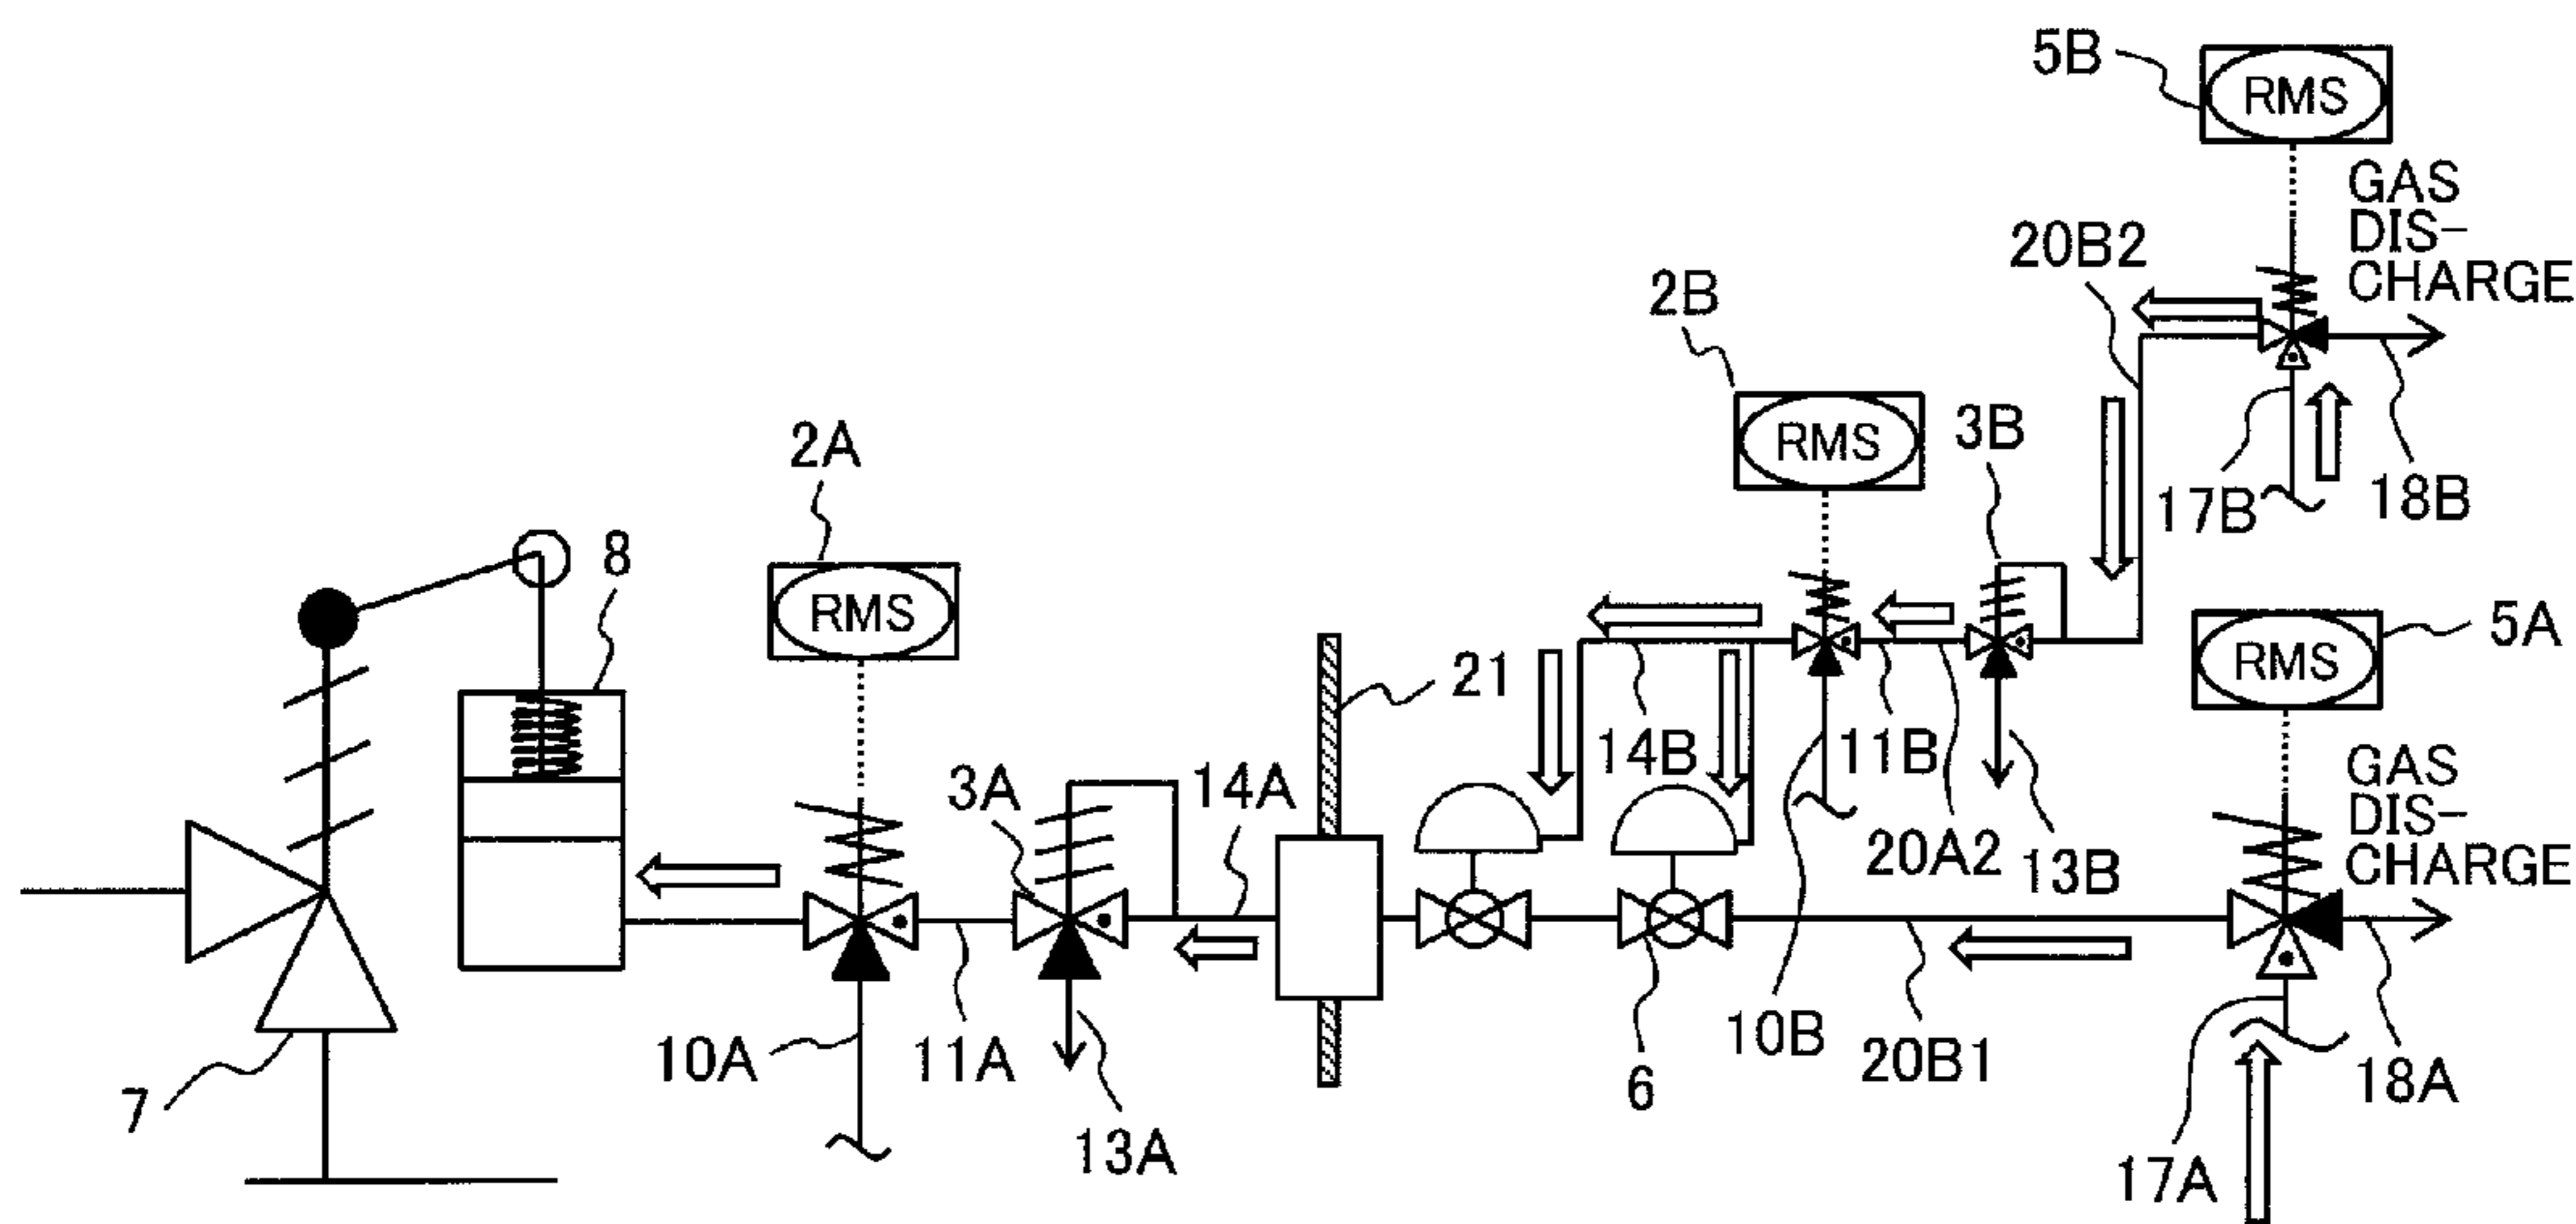 5B
RMS
GAS
DIS-
CHARGE
20B2
2B
RMS
3B
17B
18B
2A
RMS
8
5A
RMS
21
14B
11B
GAS
DIS-
CHARGE
3A
14A
20A2
13B
10A
11A
10B
20B1
6
18A
7
13A
17A